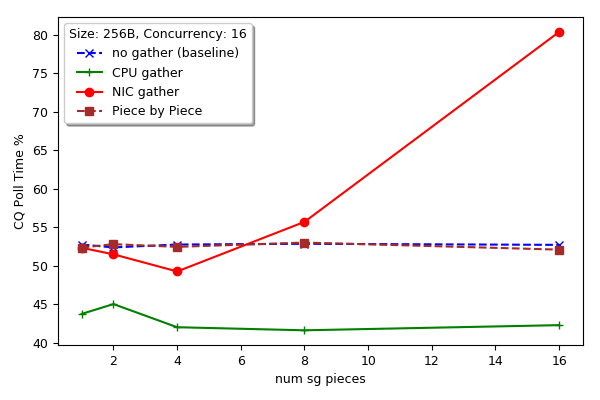 Size: 256B, Concurrency: 16
no gather (baseline)
CPU gather
NIC gather
Piece by Piece
CQ Poll Time %
80
75
70
65
60
55
50
45
40
2 4 6 8 10 12 14 16
num sg pieces